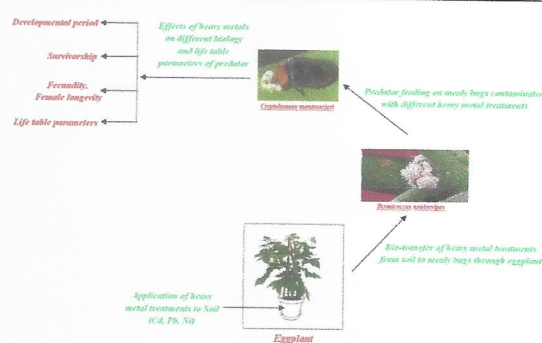 Developmental period
Survivorship
Fecundity,
Female longevity
Life table parameters
Effects of heavy metals
on different biology
and life table
parameters of predator
Cryptolaemus montrouzieri
Predator feeding on mealy bugs contaminated
with different heavy metal treatments
Dysmicoccus neobrevipes
Bio-transfer of heavy metal treatments
from soil to mealy bugs through eggplant
Application of heavy
metal treatments to Soil
(Cd, Pb, Ni)
Eggplant